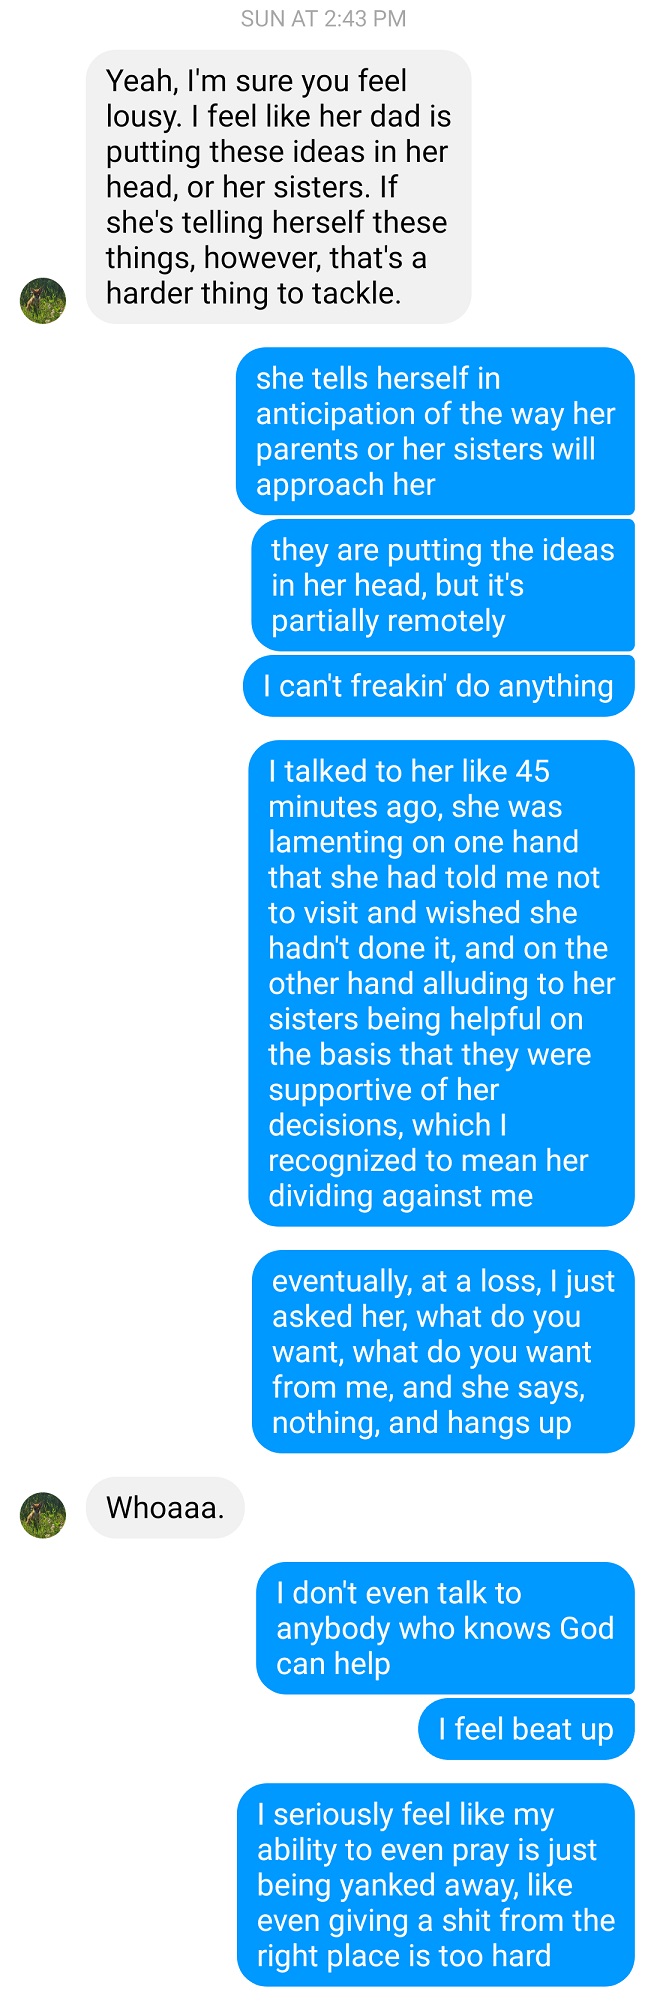 SUN AT 2:43 PM
Yeah, I'm sure you feel
lousy. I feel like her dad is
putting these ideas in her
head, or her sisters. If
she's telling herself these
things, however, that's a
harder thing to tackle.
she tells herself in
anticipation of the way her
parents or her sisters will
approach her
they are putting the ideas
in her head, but it's
partially remotely
I can't freakin' do anything
I talked to her like 45
minutes ago, she was
lamenting on one hand
that she had told me not
to visit and wished she
hadn't done it, and on the
other hand alluding to her
sisters being helpful on
the basis that they were
supportive of her
decisions, which I
recognized to mean her
dividing against me
eventually, at a loss, I just
asked her, what do you
want, what do you want
from me, and she says,
nothing, and hangs up
Whoaaa.
I don't even talk to
anybody who knows God
can help
I feel beat up
I seriously feel like my
ability to even pray is just
being yanked away, like
even giving a shit from the
right place is too hard